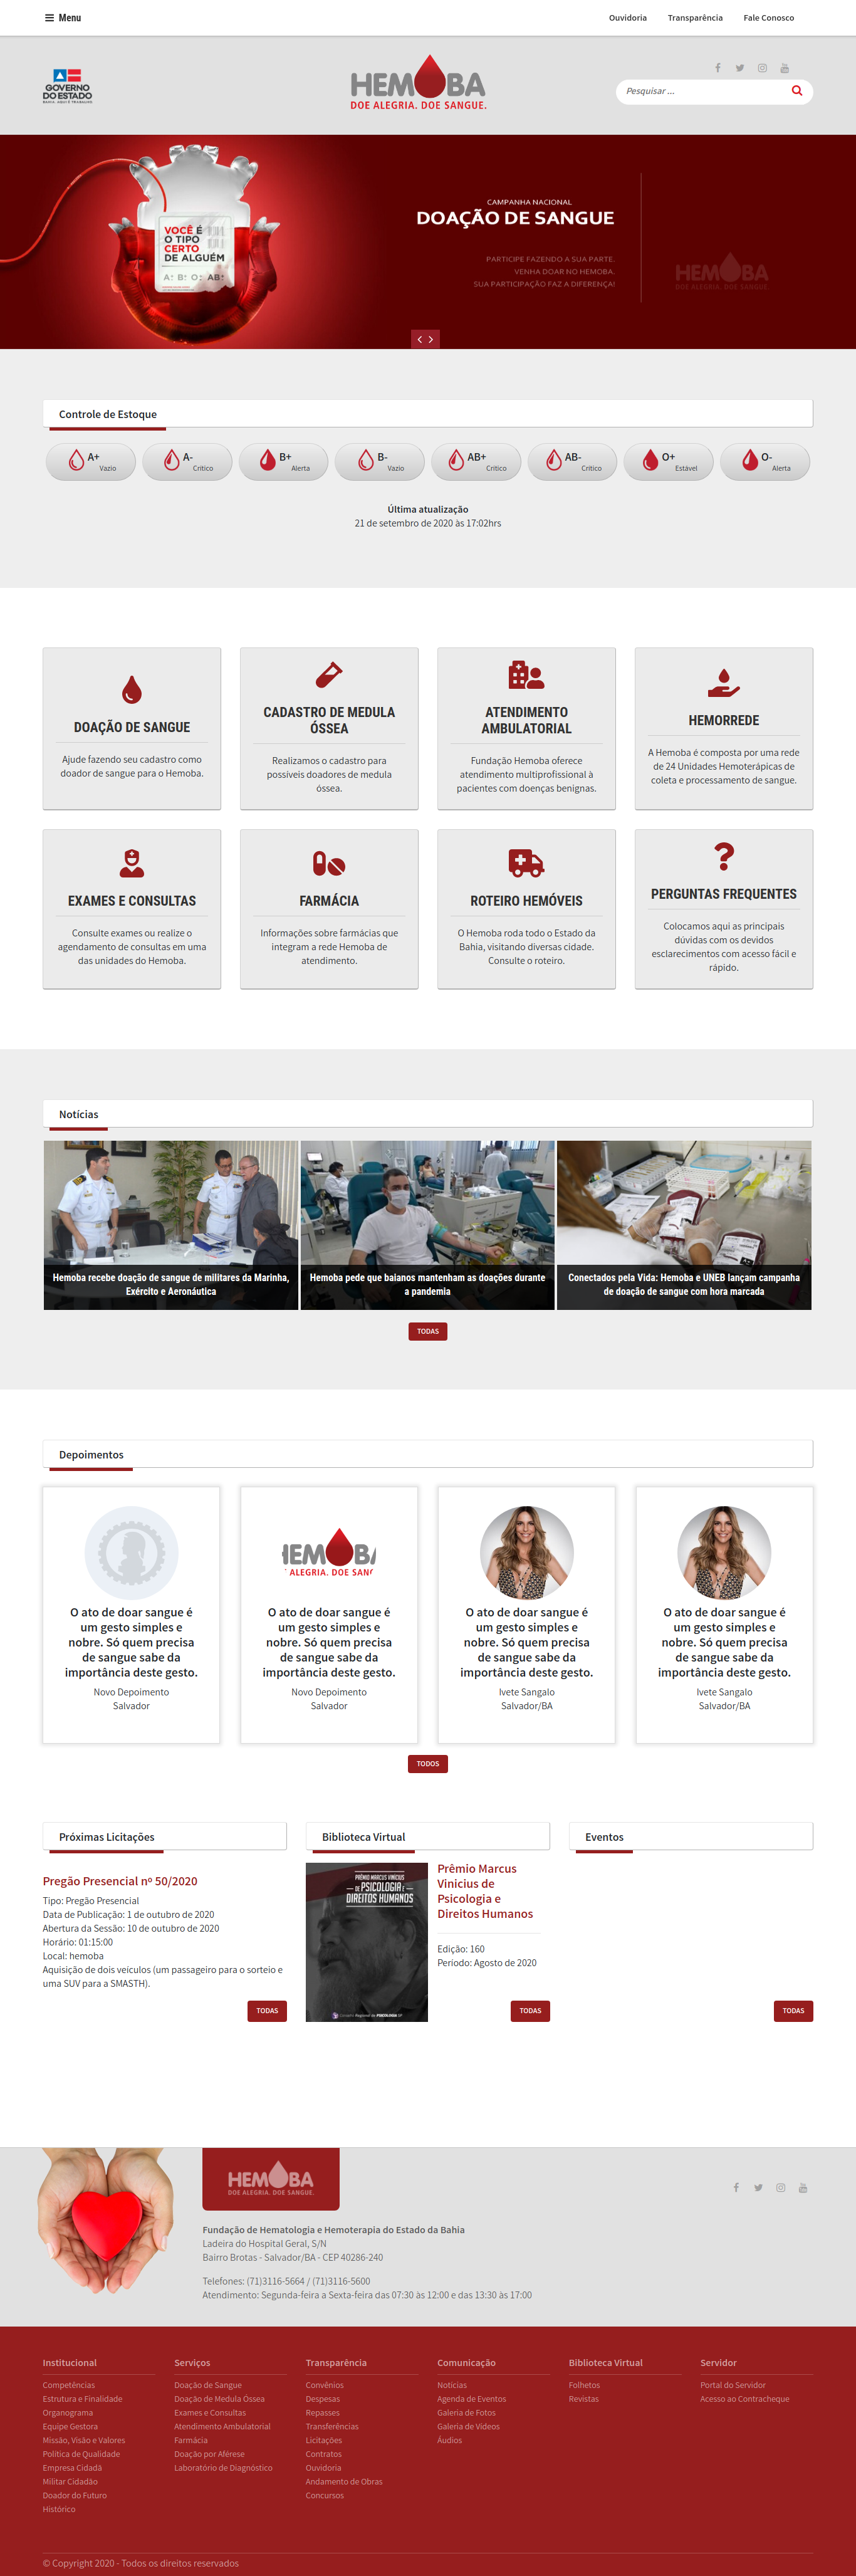 Menu
Ouvidoria Transparência Fale Conosco
GOVERNO
DO ESTADO
BAHIA. AQUI É TRABALHO.
HEMOBA
DOE ALEGRIA. DOE SANGUE.
Pesquisar ...
VOCÊ É
O TIPO
CERTO
DE ALGUÉM
A+ B+ O+ AB+
CAMPANHA NACIONAL
DOAÇÃO DE SANGUE
PARTICIPE FAZENDO A SUA PARTE.
VENHA DOAR NO HEMOBA.
SUA PARTICIPAÇÃO FAZ A DIFERENÇA!
HEMOBA
DOE ALEGRIA. DOE SANGUE.
Controle de Estoque
A+ Vazio
A- Crítico
B+ Alerta
B- Vazio
AB+ Crítico
AB- Crítico
O+ Estável
O- Alerta
Última atualização
21 de setembro de 2020 às 17:02hrs
DOAÇÃO DE SANGUE
Ajude fazendo seu cadastro como
doador de sangue para o Hemoba.
CADASTRO DE MEDULA
ÓSSEA
Realizamos o cadastro para
possíveis doadores de medula
óssea.
ATENDIMENTO
AMBULATORIAL
Fundação Hemoba oferece
atendimento multiprofissional à
pacientes com doenças benignas.
HEMORREDE
A Hemoba é composta por uma rede
de 24 Unidades Hemoterápicas de
coleta e processamento de sangue.
EXAMES E CONSULTAS
Consulte exames ou realize o
agendamento de consultas em uma
das unidades do Hemoba.
FARMÁCIA
Informações sobre farmácias que
integram a rede Hemoba de
atendimento.
ROTEIRO HEMÓVEIS
O Hemoba roda todo o Estado da
Bahia, visitando diversas cidade.
Consulte o roteiro.
PERGUNTAS FREQUENTES
Colocamos aqui as principais
dúvidas com os devidos
esclarecimentos com acesso fácil e
rápido.
Notícias
Hemoba recebe doação de sangue de militares da Marinha,
Exército e Aeronáutica
Hemoba pede que baianos mantenham as doações durante
a pandemia
Conectados pela Vida: Hemoba e UNEB lançam campanha
de doação de sangue com hora marcada
TODAS
Depoimentos
O ato de doar sangue é
um gesto simples e
nobre. Só quem precisa
de sangue sabe da
importância deste gesto.
Novo Depoimento
Salvador
HEMOBA
ALEGRIA. DOE SANG
O ato de doar sangue é
um gesto simples e
nobre. Só quem precisa
de sangue sabe da
importância deste gesto.
Novo Depoimento
Salvador
O ato de doar sangue é
um gesto simples e
nobre. Só quem precisa
de sangue sabe da
importância deste gesto.
Ivete Sangalo
Salvador/BA
O ato de doar sangue é
um gesto simples e
nobre. Só quem precisa
de sangue sabe da
importância deste gesto.
Ivete Sangalo
Salvador/BA
TODOS
Próximas Licitações
Pregão Presencial nº 50/2020
Tipo: Pregão Presencial
Data de Publicação: 1 de outubro de 2020
Abertura da Sessão: 10 de outubro de 2020
Horário: 01:15:00
Local: hemoba
Aquisição de dois veículos (um passageiro para o sorteio e
uma SUV para a SMASTH).
TODAS
Biblioteca Virtual
PRÊMIO MARCUS VINÍCIUS
DE PSICOLOGIA E
DIREITOS HUMANOS
Conselho Regional de PSICOLOGIA SP
Prêmio Marcus
Vinicius de
Psicologia e
Direitos Humanos
Edição: 160
Período: Agosto de 2020
TODAS
Eventos
TODAS
HEMOBA
DOE ALEGRIA. DOE SANGUE.
Fundação de Hematologia e Hemoterapia do Estado da Bahia
Ladeira do Hospital Geral, S/N
Bairro Brotas - Salvador/BA - CEP 40286-240
Telefones: (71)3116-5664 / (71)3116-5600
Atendimento: Segunda-feira a Sexta-feira das 07:30 às 12:00 e das 13:30 às 17:00
Institucional
Competências
Estrutura e Finalidade
Organograma
Equipe Gestora
Missão, Visão e Valores
Política de Qualidade
Empresa Cidadã
Militar Cidadão
Doador do Futuro
Histórico
Serviços
Doação de Sangue
Doação de Medula Óssea
Exames e Consultas
Atendimento Ambulatorial
Farmácia
Doação por Aférese
Laboratório de Diagnóstico
Transparência
Convênios
Despesas
Repasses
Transferências
Licitações
Contratos
Ouvidoria
Andamento de Obras
Concursos
Comunicação
Notícias
Agenda de Eventos
Galeria de Fotos
Galeria de Vídeos
Áudios
Biblioteca Virtual
Folhetos
Revistas
Servidor
Portal do Servidor
Acesso ao Contracheque
© Copyright 2020 - Todos os direitos reservados